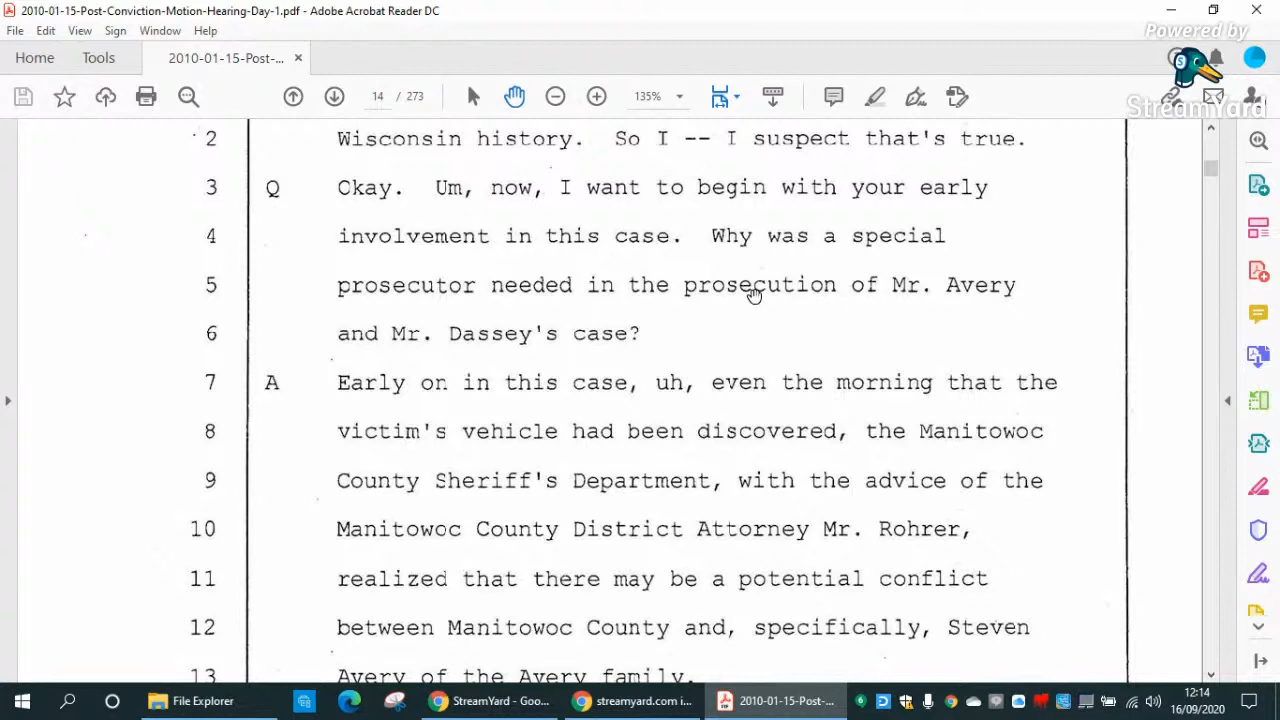 2010-01-15-Post-Conviction-Motion-Hearing-Day-1.pdf - Adobe Acrobat Reader DC
Powered by
File Edit View Sign Window Help
Home Tools 2010-01-15-Post-... ×
StreamYard
14 / 273 135%
2 Wisconsin history. So I -- I suspect that's true.
3 Q Okay. Um, now, I want to begin with your early
4 involvement in this case. Why was a special
5 prosecutor needed in the prosecution of Mr. Avery
6 and Mr. Dassey's case?
7 A Early on in this case, uh, even the morning that the
8 victim's vehicle had been discovered, the Manitowoc
9 County Sheriff's Department, with the advice of the
10 Manitowoc County District Attorney Mr. Rohrer,
11 realized that there may be a potential conflict
12 between Manitowoc County and, specifically, Steven
13 Avery of the Avery family.
File Explorer StreamYard - Goo... streamyard.com i... 2010-01-15-Post-...
12:14
16/09/2020